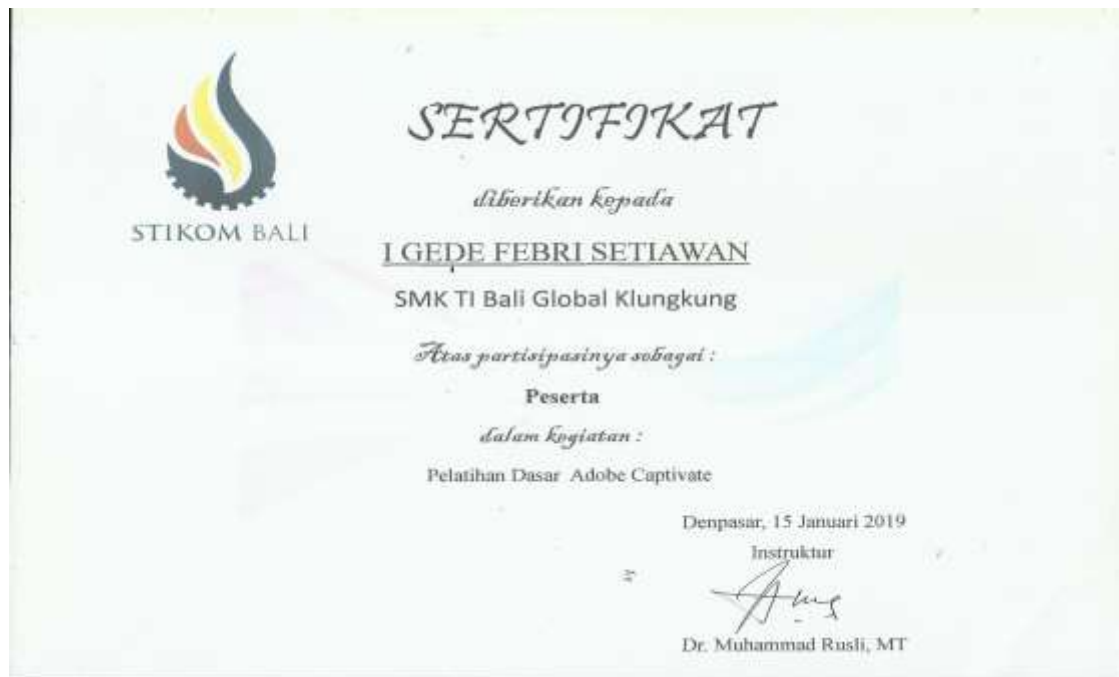 STIKOM BALI
SERTIFIKAT
diberikan kepada
I GEDE FEBRI SETIAWAN
SMK TI Bali Global Klungkung
Atas partisipasinya sebagai :
Peserta
dalam kegiatan :
Pelatihan Dasar Adobe Captivate
Denpasar, 15 Januari 2019
Instruktur
Dr. Muhammad Rusli, MT